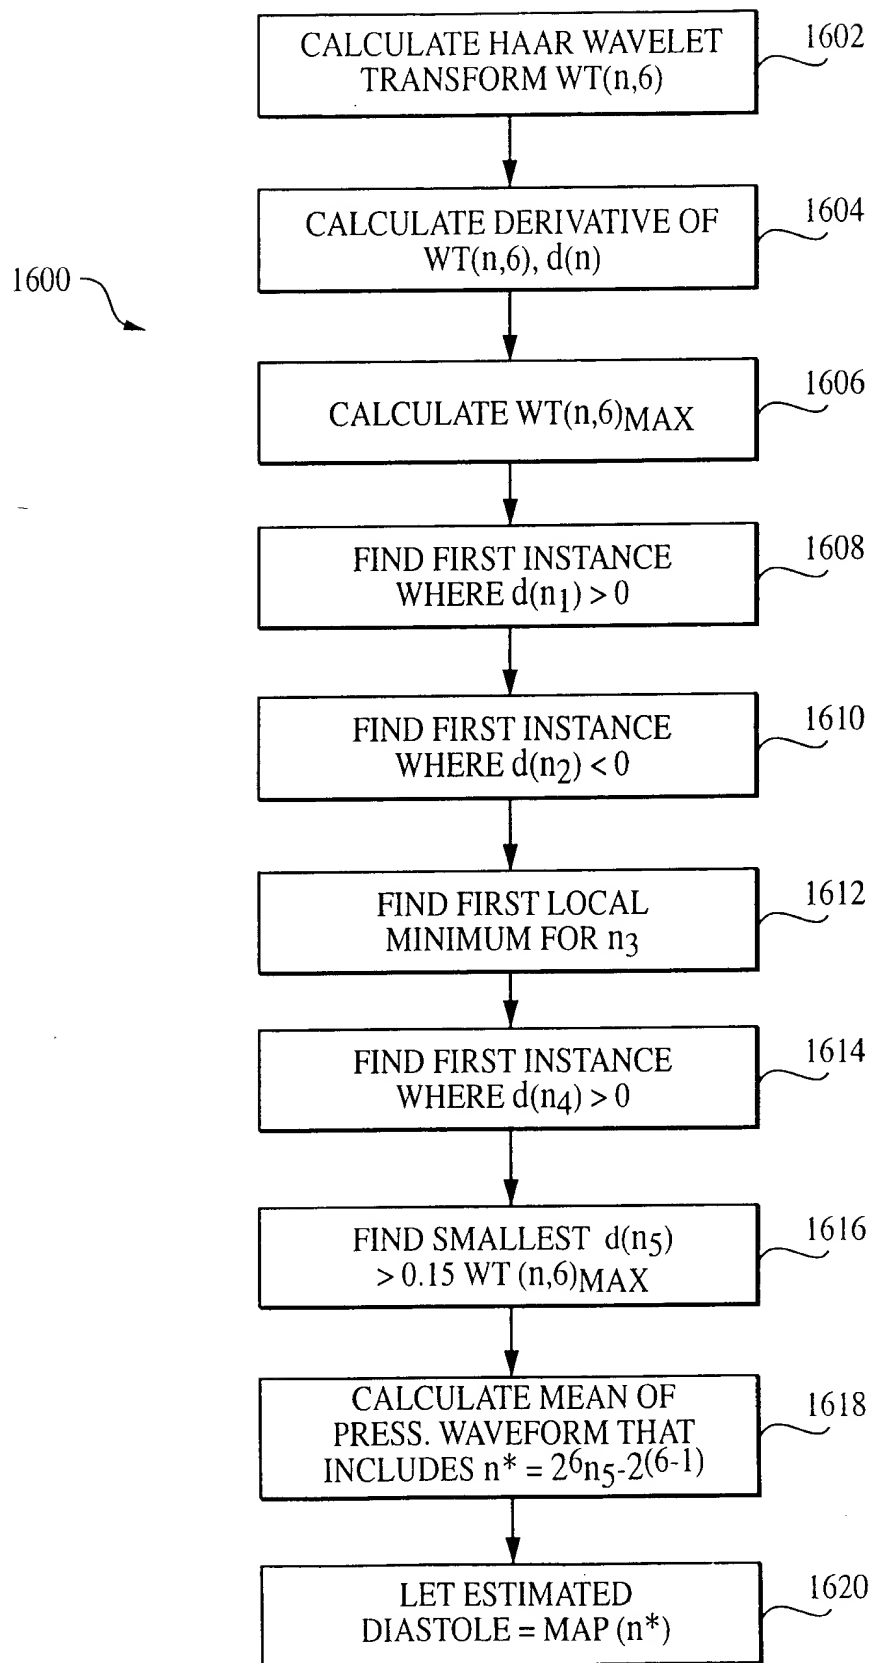 CALCULATE HAAR WAVELET
TRANSFORM WT(n,6)
1602
CALCULATE DERIVATIVE OF
WT(n,6), d(n)
1604
1600
CALCULATE WT(n,6)MAX
1606
FIND FIRST INSTANCE
WHERE d(n1) > 0
1608
FIND FIRST INSTANCE
WHERE d(n2) < 0
1610
FIND FIRST LOCAL
MINIMUM FOR n3
1612
FIND FIRST INSTANCE
WHERE d(n4) > 0
1614
FIND SMALLEST d(n5)
> 0.15 WT (n,6)MAX
1616
CALCULATE MEAN OF
PRESS. WAVEFORM THAT
INCLUDES n* = 2^6n5-2^(6-1)
1618
LET ESTIMATED
DIASTOLE = MAP (n*)
1620